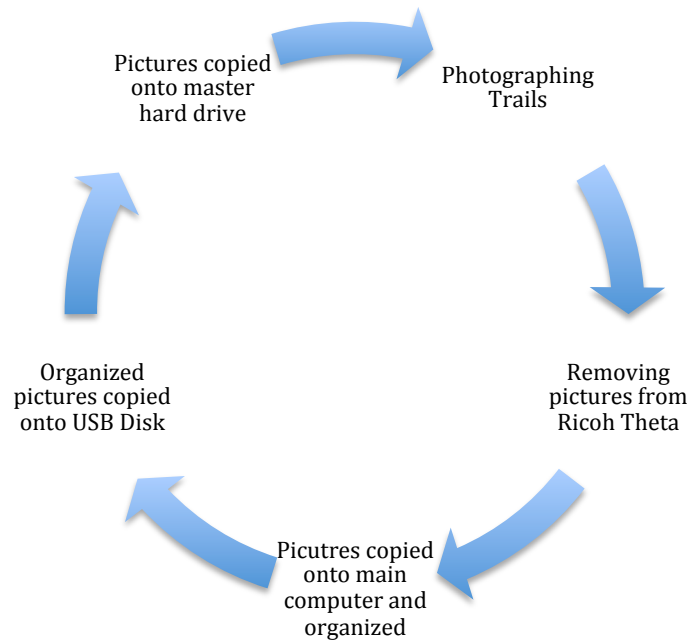 Pictures copied
onto master
hard drive
Photographing
Trails
Removing
pictures from
Ricoh Theta
Picutres copied
onto main
computer and
organized
Organized
pictures copied
onto USB Disk